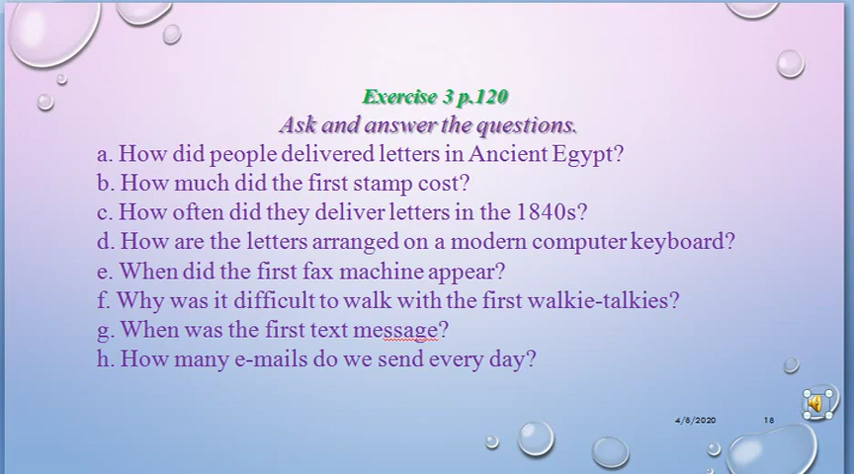 Exercise 3 p.120
Ask and answer the questions.
a. How did people delivered letters in Ancient Egypt?
b. How much did the first stamp cost?
c. How often did they deliver letters in the 1840s?
d. How are the letters arranged on a modern computer keyboard?
e. When did the first fax machine appear?
f. Why was it difficult to walk with the first walkie-talkies?
g. When was the first text message?
h. How many e-mails do we send every day?
4/8/2020 18